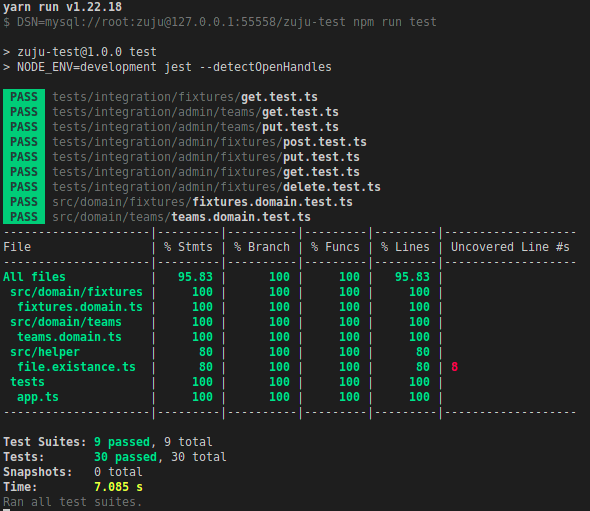 yarn run v1.22.18
$ DSN=mysql://root:zuju@127.0.0.1:55558/zuju-test npm run test
> zuju-test@1.0.0 test
> NODE_ENV=development jest --detectOpenHandles
PASS tests/integration/fixtures/get.test.ts
PASS tests/integration/admin/teams/get.test.ts
PASS tests/integration/admin/teams/put.test.ts
PASS tests/integration/admin/fixtures/post.test.ts
PASS tests/integration/admin/fixtures/put.test.ts
PASS tests/integration/admin/fixtures/get.test.ts
PASS tests/integration/admin/fixtures/delete.test.ts
PASS src/domain/fixtures/fixtures.domain.test.ts
PASS src/domain/teams/teams.domain.test.ts
---------------------|---------|----------|---------|---------|-------------------
File | % Stmts | % Branch | % Funcs | % Lines | Uncovered Line #s
---------------------|---------|----------|---------|---------|-------------------
All files | 95.83 | 100 | 100 | 95.83 |
src/domain/fixtures | 100 | 100 | 100 | 100 |
fixtures.domain.ts | 100 | 100 | 100 | 100 |
src/domain/teams | 100 | 100 | 100 | 100 |
teams.domain.ts | 100 | 100 | 100 | 100 |
src/helper | 80 | 100 | 100 | 80 |
file.existance.ts | 80 | 100 | 100 | 80 | 8
tests | 100 | 100 | 100 | 100 |
app.ts | 100 | 100 | 100 | 100 |
---------------------|---------|----------|---------|---------|-------------------
Test Suites: 9 passed, 9 total
Tests: 30 passed, 30 total
Snapshots: 0 total
Time: 7.085 s
Ran all test suites.